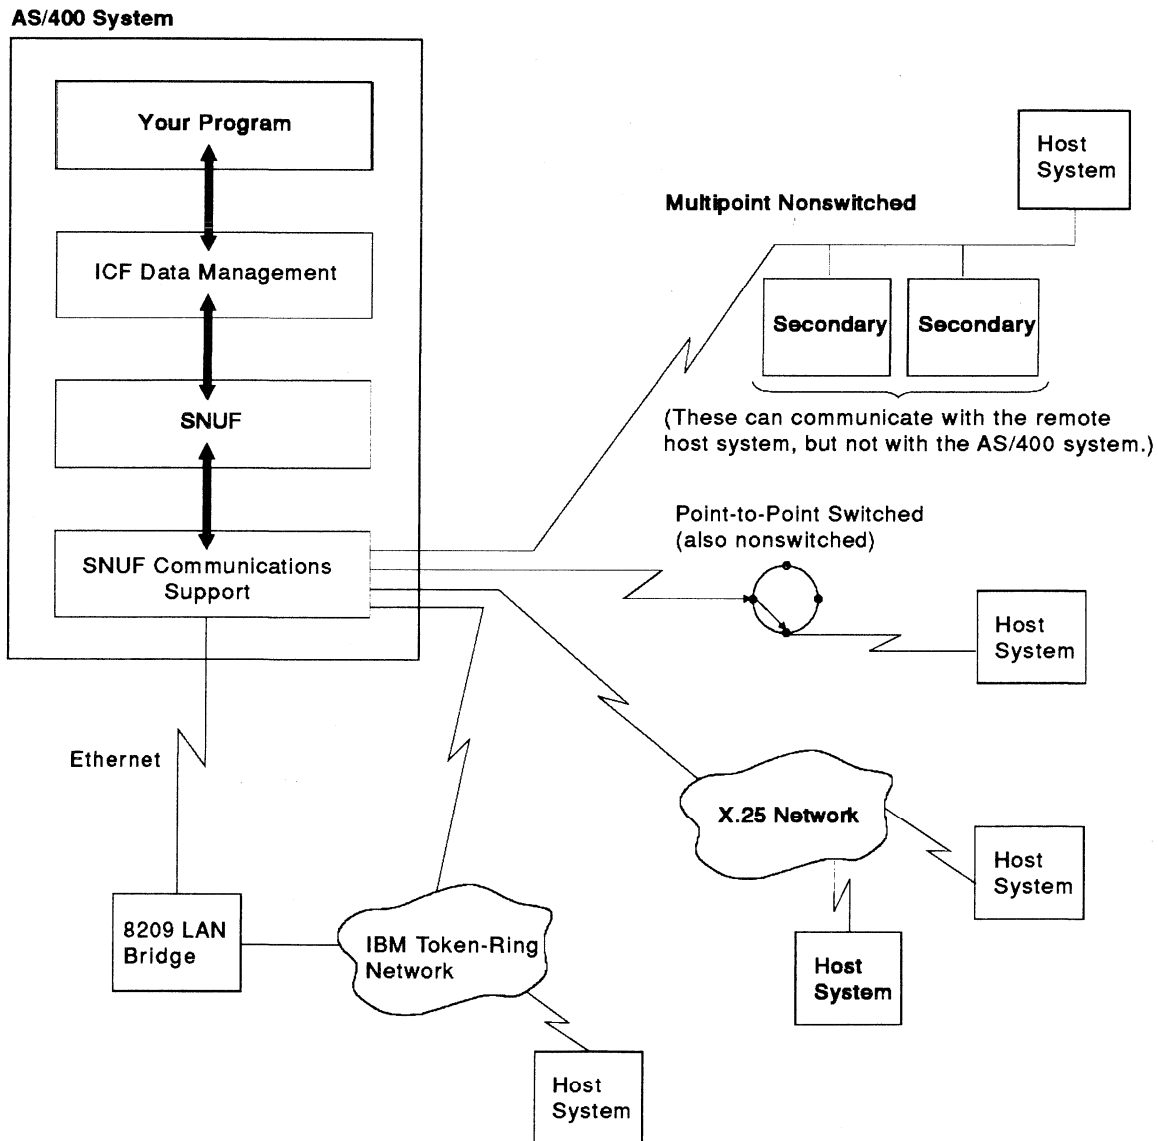 AS/400 System
Your Program
ICF Data Management
SNUF
SNUF Communications
Support
Host
System
Multipoint Nonswitched
Secondary
Secondary
(These can communicate with the remote
host system, but not with the AS/400 system.)
Point-to-Point Switched
(also nonswitched)
Host
System
Ethernet
X.25 Network
Host
System
8209 LAN
Bridge
IBM Token-Ring
Network
Host
System
Host
System